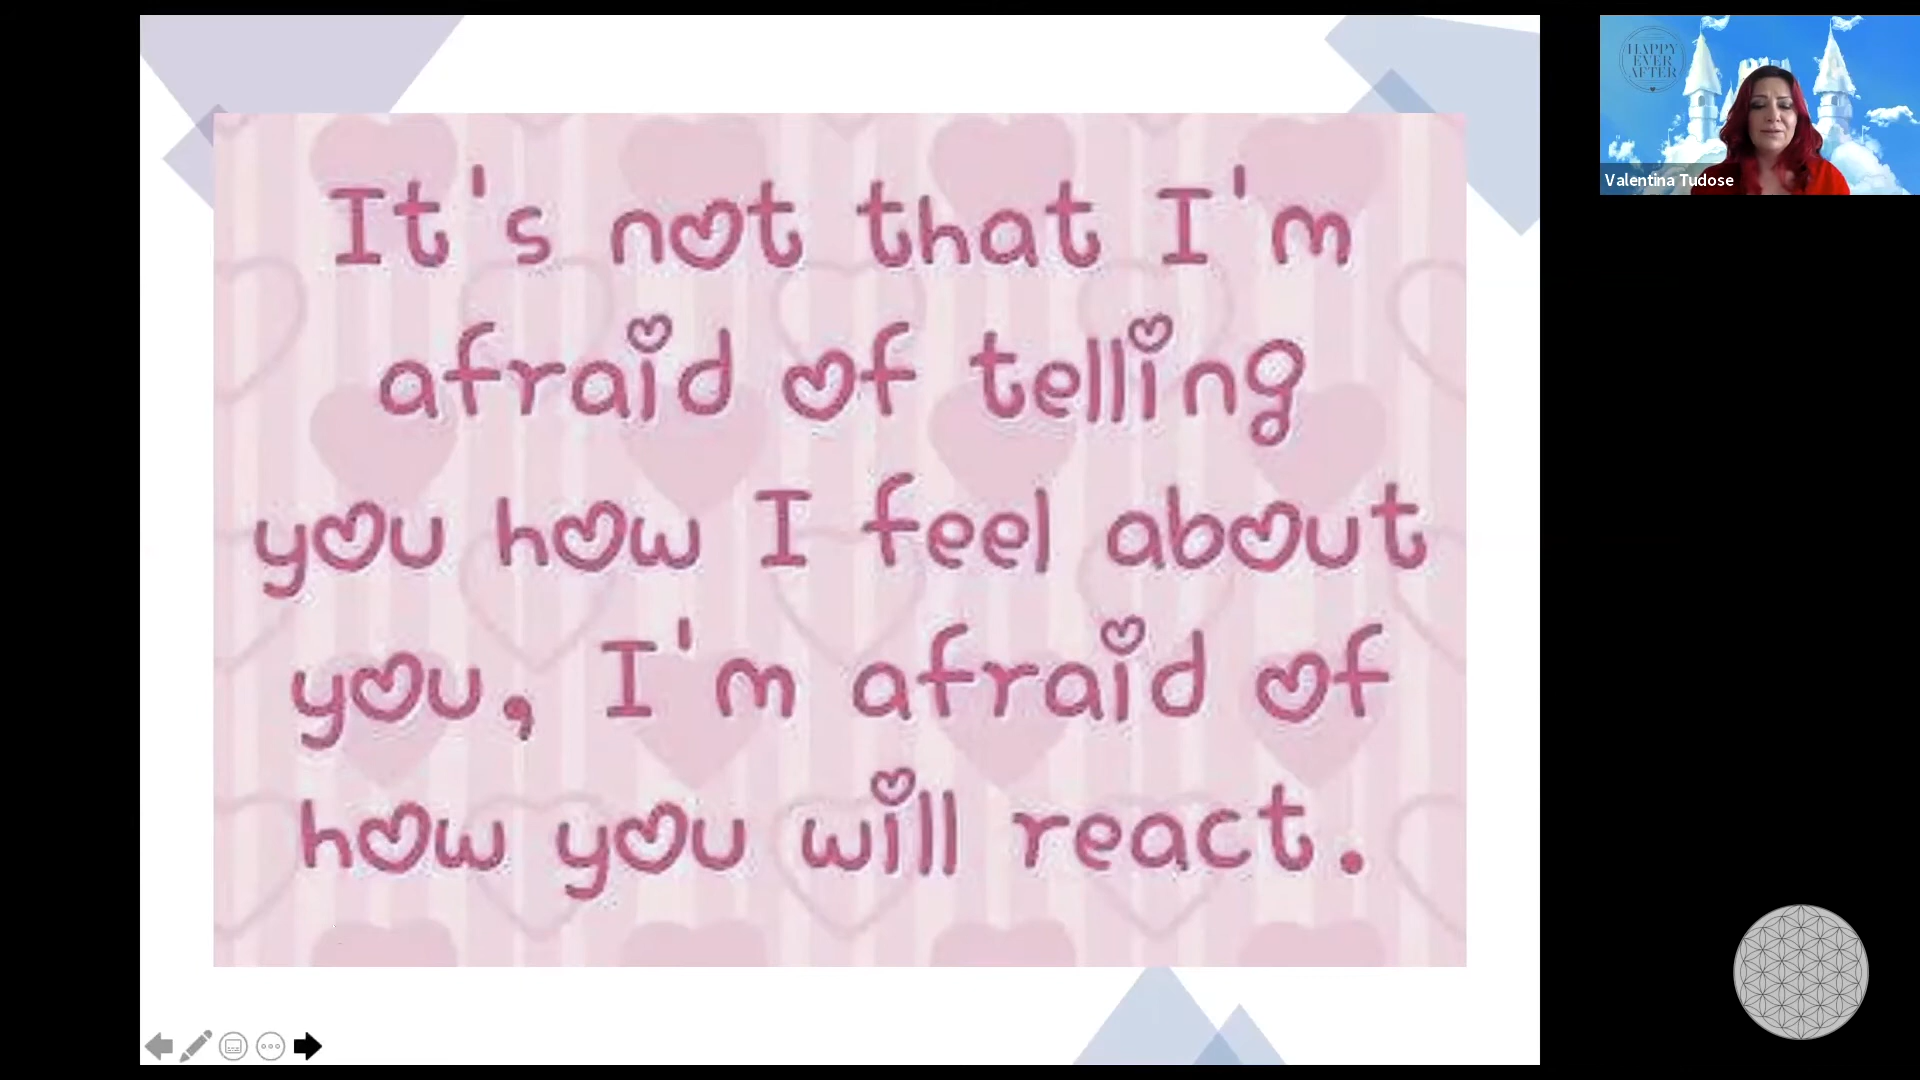 It's not that I'm
afraid of telling
you how I feel about
you, I'm afraid of
how you will react.
HAPPY
EVER
AFTER
Valentina Tudose